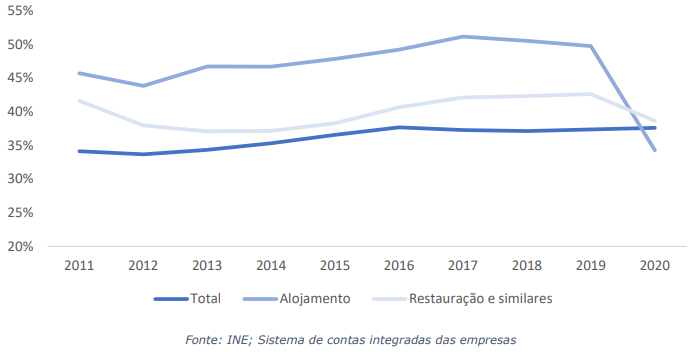 55%
50%
45%
40%
35%
30%
25%
20%
2011 2012 2013 2014 2015 2016 2017 2018 2019 2020
Total Alojamento Restauração e similares
Fonte: INE; Sistema de contas integradas das empresas